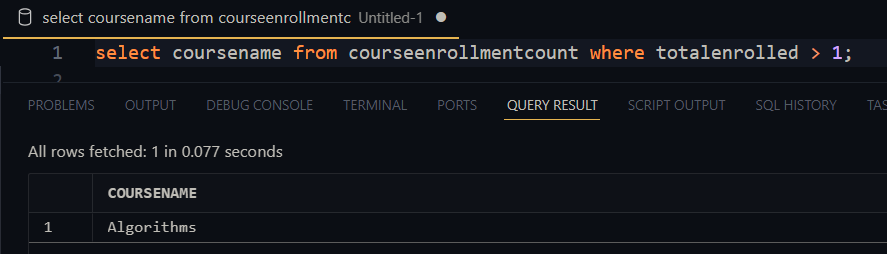 select coursename from courseenrollmentc Untitled-1
1 select coursename from courseenrollmentcount where totalenrolled > 1;
2
PROBLEMS OUTPUT DEBUG CONSOLE TERMINAL PORTS QUERY RESULT SCRIPT OUTPUT SQL HISTORY TAS
All rows fetched: 1 in 0.077 seconds
COURSENAME
1 Algorithms